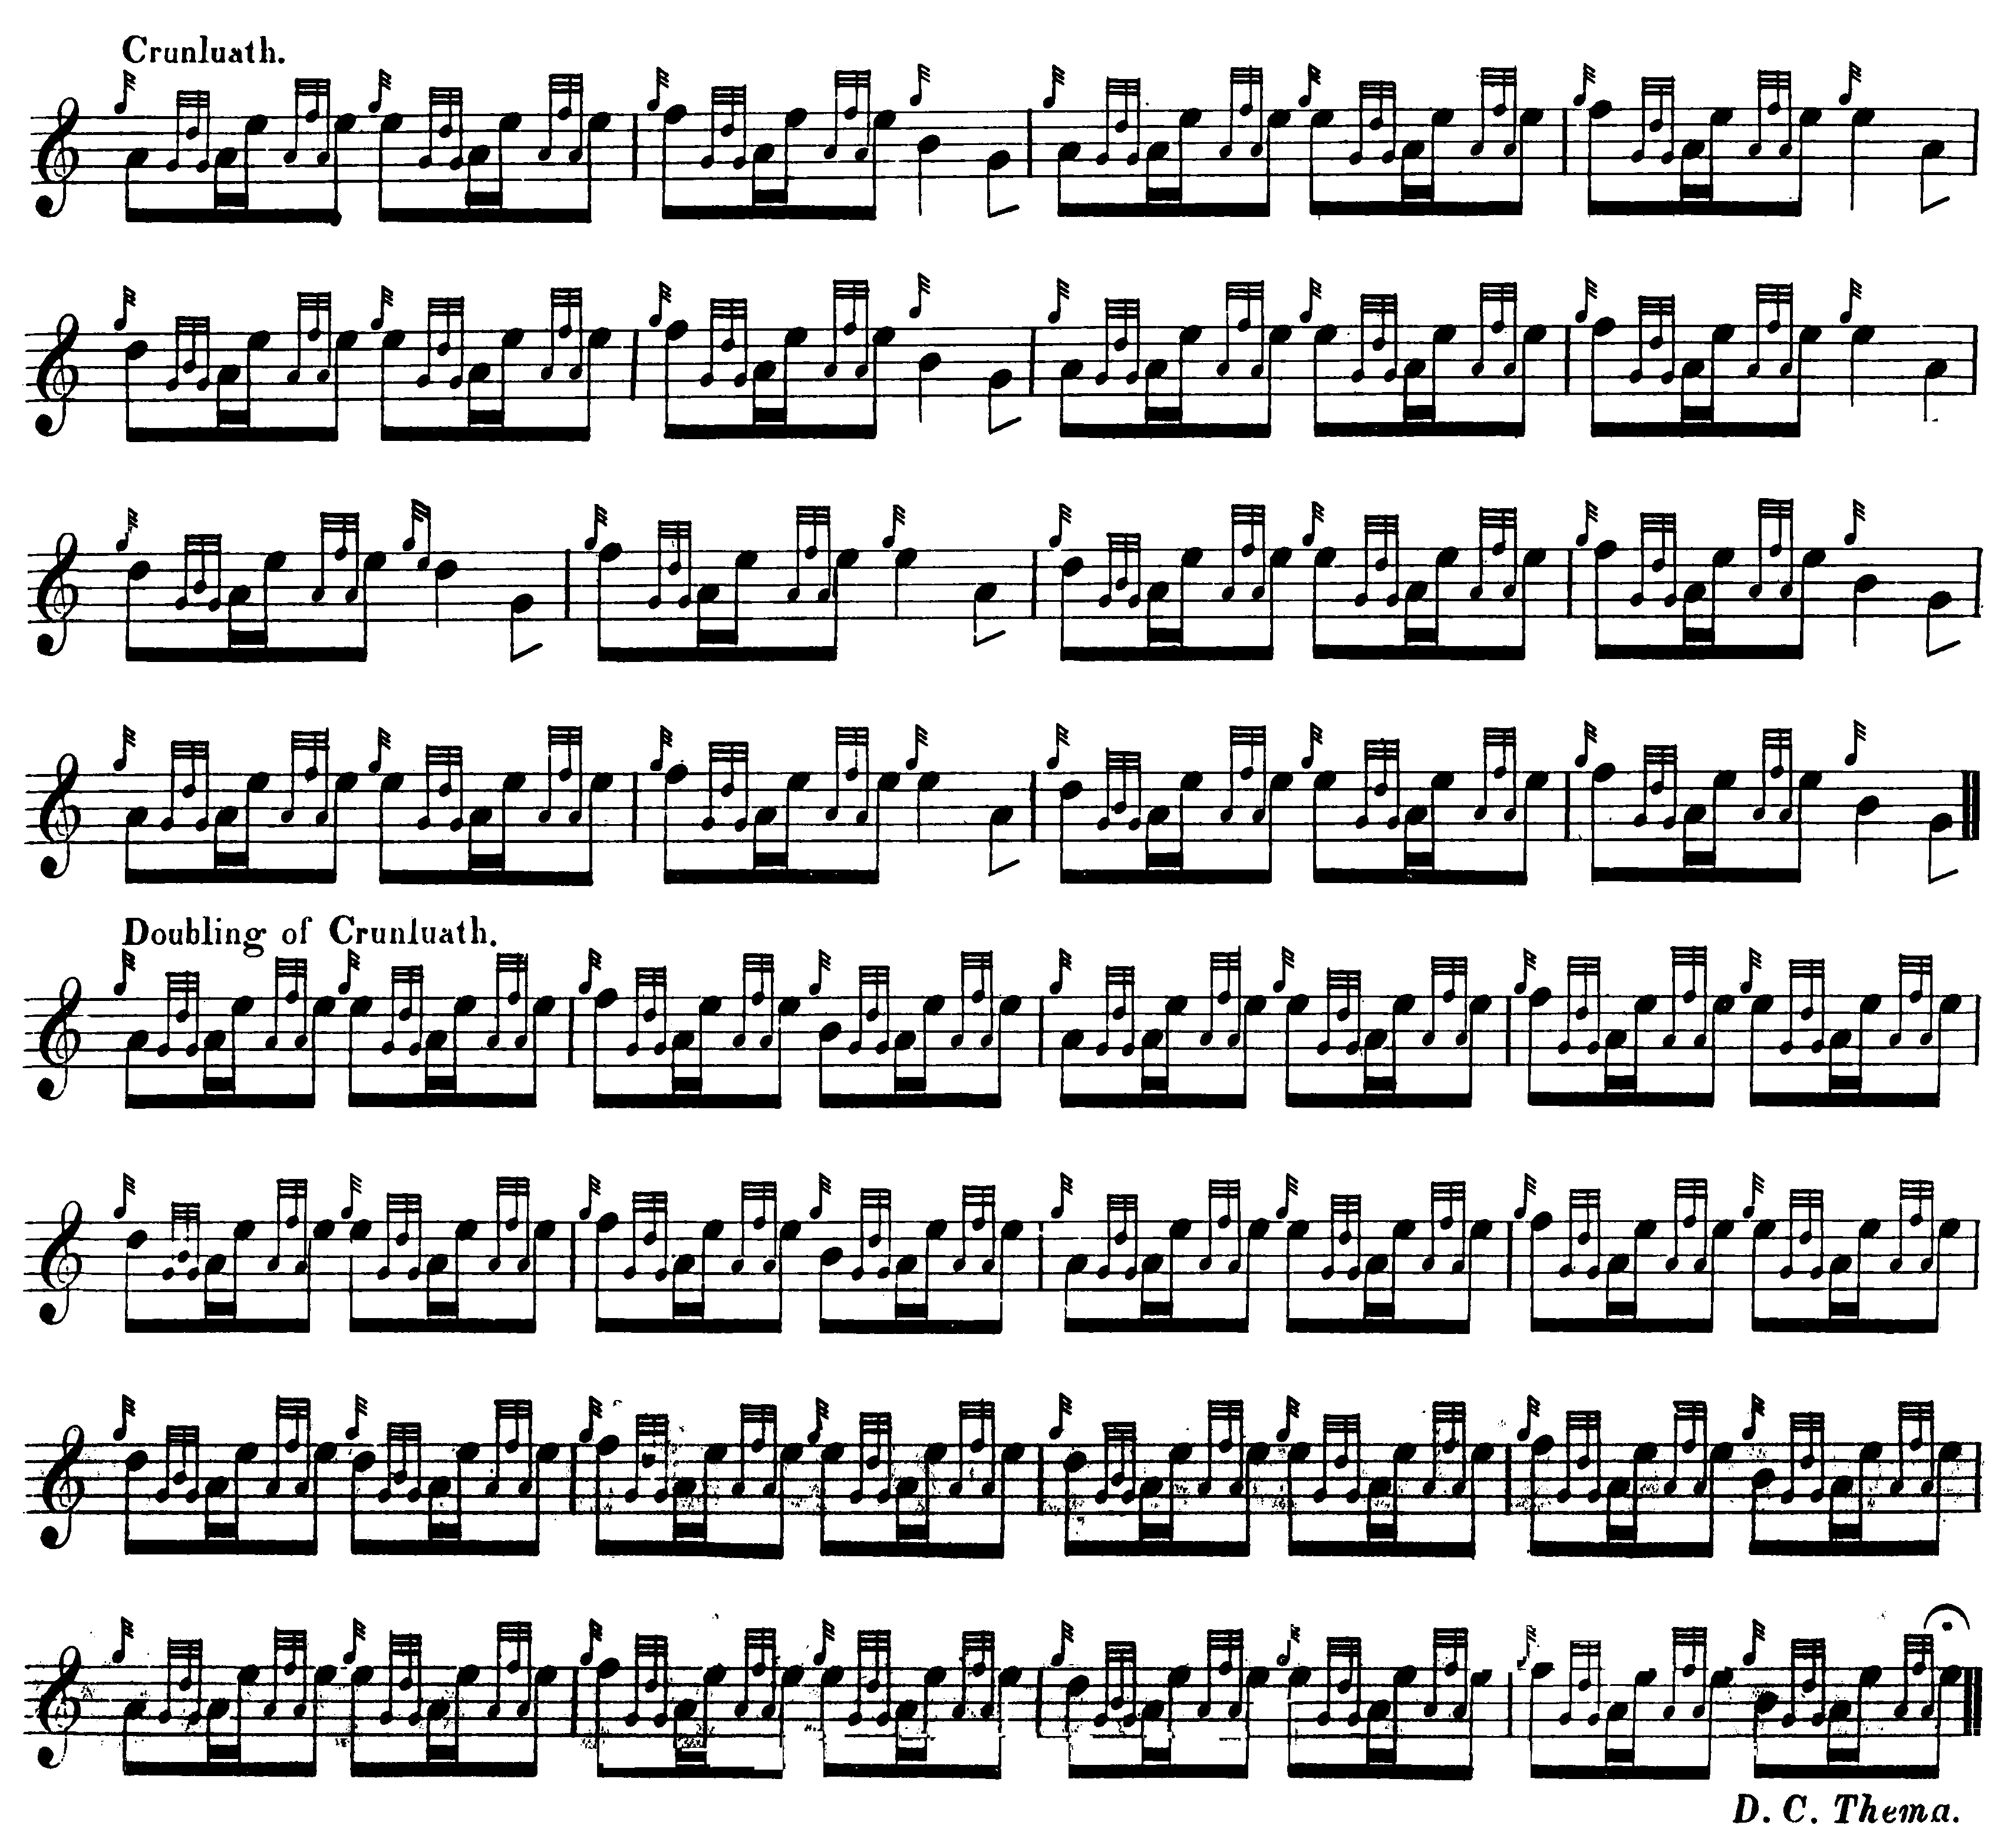 Crunluath.
Doubling of Crunluath.
D. C. Thema.